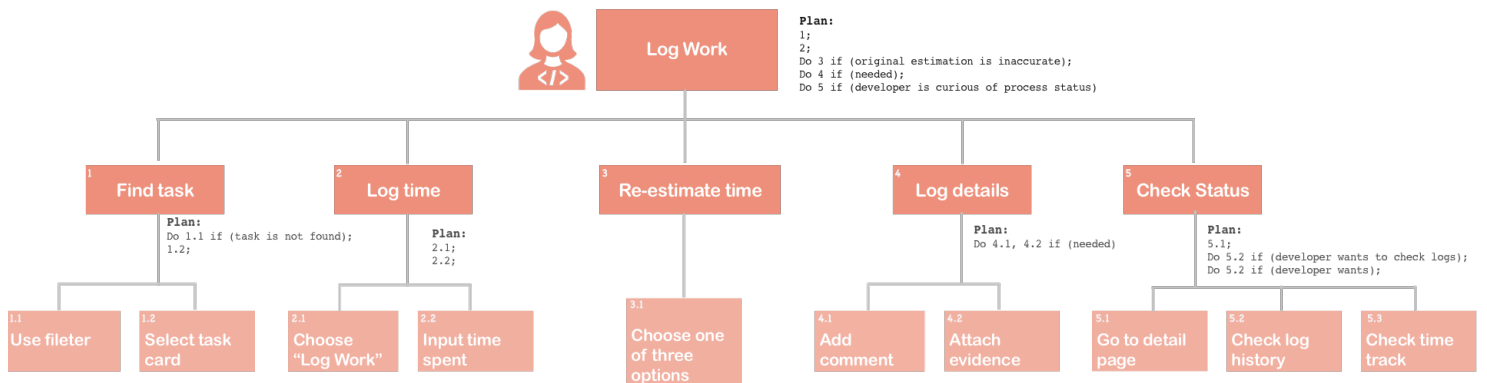 </>
Log Work
Plan:
1;
2;
Do 3 if (original estimation is inaccurate);
Do 4 if (needed);
Do 5 if (developer is curious of process status)
1
Find task
Plan:
Do 1.1 if (task is not found);
1.2;
2
Log time
Plan:
2.1;
2.2;
3
Re-estimate time
4
Log details
Plan:
Do 4.1, 4.2 if (needed)
5
Check Status
Plan:
5.1;
Do 5.2 if (developer wants to check logs);
Do 5.2 if (developer wants);
1.1
Use fileter
1.2
Select task
card
2.1
Choose
“Log Work”
2.2
Input time
spent
3.1
Choose one
of three
options
4.1
Add
comment
4.2
Attach
evidence
5.1
Go to detail
page
5.2
Check log
history
5.3
Check time
track